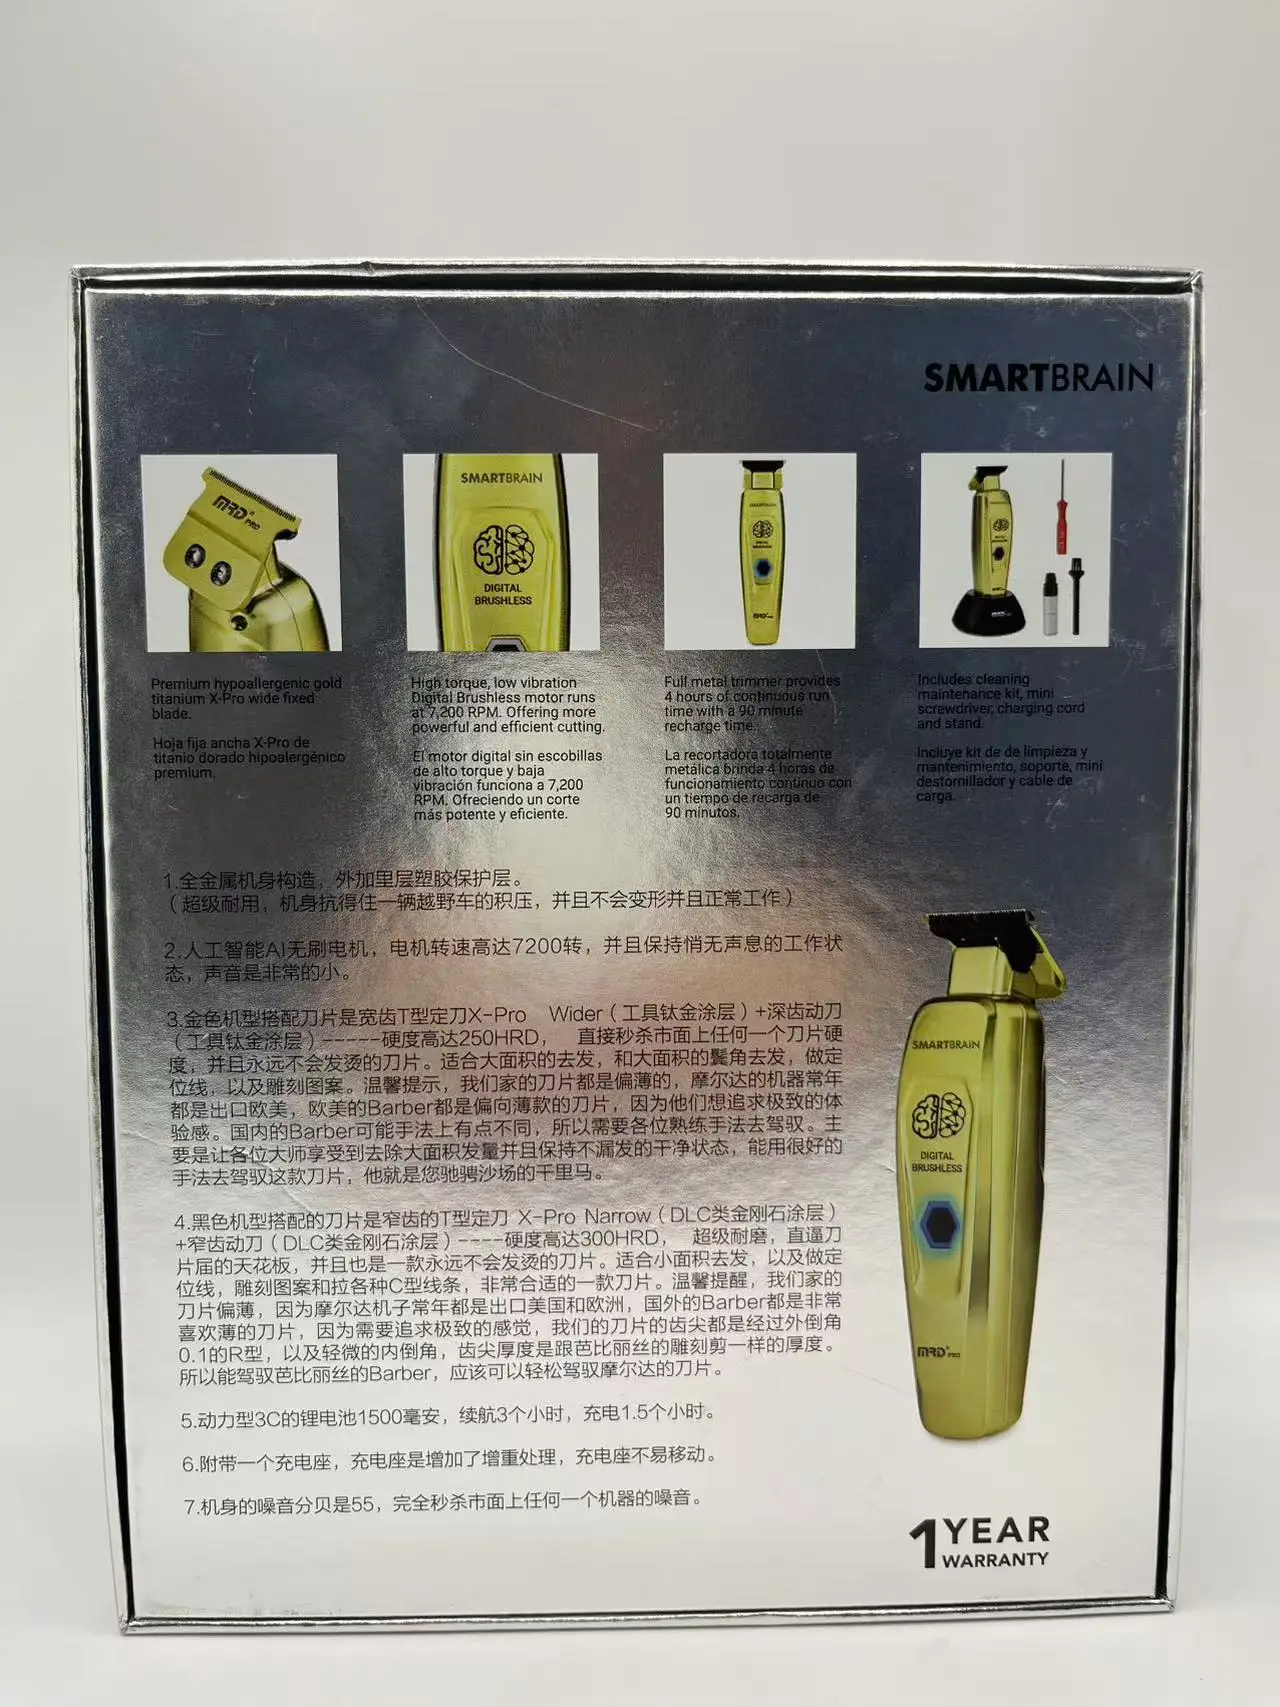 SMARTBRAIN
MRD PRO
SMARTBRAIN
DIGITAL
BRUSHLESS
SMARTBRAIN
DIGITAL
BRUSHLESS
MRD PRO
Premium hypoallergenic gold
titanium X-Pro wide fixed
blade.
Hoja fija ancha X-Pro de
titanio dorado hipoalergénico
premium.
High torque, low vibration
Digital Brushless motor runs
at 7,200 RPM. Offering more
powerful and efficient cutting.
El motor digital sin escobillas
de alto torque y baja
vibración funciona a 7,200
RPM. Ofreciendo un corte
más potente y eficiente.
Full metal trimmer provides
4 hours of continuous run
time with a 90 minute
recharge time.
La recortadora totalmente
metálica brinda 4 horas de
funcionamiento continuo con
un tiempo de recarga de
90 minutos.
Includes cleaning
maintenance kit, mini
screwdriver, charging cord
and stand.
Incluye kit de de limpieza y
mantenimiento, soporte, mini
destornillador y cable de
carga.
1.全金属机身构造，外加里层塑胶保护层。
（超级耐用，机身抗得住一辆越野车的积压，并且不会变形并且正常工作）
2.人工智能AI无刷电机，电机转速高达7200转，并且保持悄无声息的工作状
态，声音是非常的小。
3.金色机型搭配刀片是宽齿T型定刀X-Pro Wider（工具钛金涂层）+深齿动刀
（工具钛金涂层）-----硬度高达250HRD， 直接秒杀市面上任何一个刀片硬
度，并且永远不会发烫的刀片。适合大面积的去发，和大面积的鬓角去发，做定
位线，以及雕刻图案。温馨提示，我们家的刀片都是偏薄的，摩尔达的机器常年
都是出口欧美，欧美的Barber都是偏向薄款的刀片，因为他们想追求极致的体
验感。国内的Barber可能手法上有点不同，所以需要各位熟练手法去驾驭。主
要是让各位大师享受到去除大面积发量并且保持不漏发的干净状态，能用很好的
手法去驾驭这款刀片，他就是您驰骋沙场的千里马。
4.黑色机型搭配的刀片是窄齿的T型定刀 X-Pro Narrow（DLC类金刚石涂层）
+窄齿动刀（DLC类金刚石涂层）----硬度高达300HRD， 超级耐磨，直逼刀
片届的天花板，并且也是一款永远不会发烫的刀片。适合小面积去发，以及做定
位线，雕刻图案和拉各种C型线条，非常合适的一款刀片。温馨提醒，我们家的
刀片偏薄，因为摩尔达机子常年都是出口美国和欧洲，国外的Barber都是非常
喜欢薄的刀片，因为需要追求极致的感觉，我们的刀片的齿尖都是经过外倒角
0.1的R型，以及轻微的内倒角，齿尖厚度是跟芭比丽丝的雕刻剪一样的厚度。
所以能驾驭芭比丽丝的Barber，应该可以轻松驾驭摩尔达的刀片。
5.动力型3C的锂电池1500毫安，续航3个小时，充电1.5个小时。
6.附带一个充电座，充电座是增加了增重处理，充电座不易移动。
7.机身的噪音分贝是55，完全秒杀市面上任何一个机器的噪音。
SMARTBRAIN
DIGITAL
BRUSHLESS
MRD PRO
1 YEAR
WARRANTY